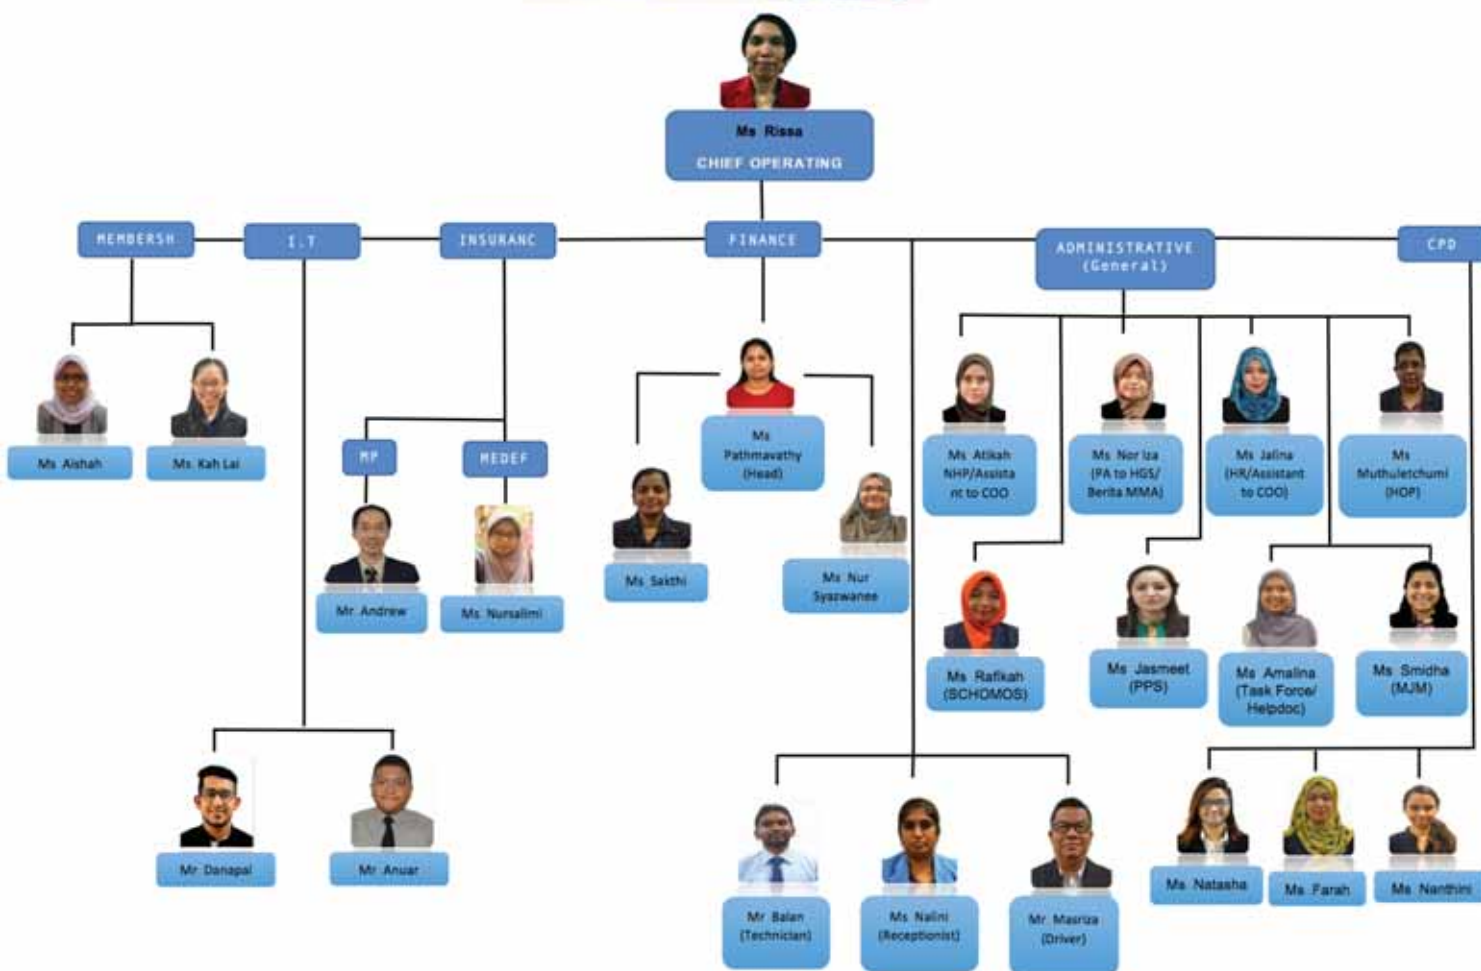 Ms Rissa
CHIEF OPERATING
MEMBERSH
I.T
INSURANC
FINANCE
ADMINISTRATIVE
(General)
CPD
Ms Aishah
Ms Kah Lai
MP
MEDEF
Mr Andrew
Ms Nursalimi
Ms
Pathmavathy
(Head)
Ms Sakthi
Ms Nur
Syazwanee
Ms Atikah
NHP/Assista
nt to COO
Ms Nor Iza
(PA to HGS/
Berita MMA)
Ms Jalina
(HR/Assistant
to COO)
Ms
Muthuletchumi
(HOP)
Ms Rafikah
(SCHOMOS)
Ms Jasmeet
(PPS)
Ms Amalina
(Task Force/
Helpdoc)
Ms Smidha
(MJM)
Mr Danapal
Mr Anuar
Mr Balan
(Technician)
Ms Nalini
(Receptionist)
Mr Masriza
(Driver)
Ms Natasha
Ms Farah
Ms Nanthini